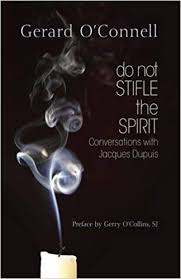 Gerard O'Connell
do not
STIFLE
the
SPIRIT
Conversations with
Jacques Dupuis
Preface by Gerry O'Collins, SJ